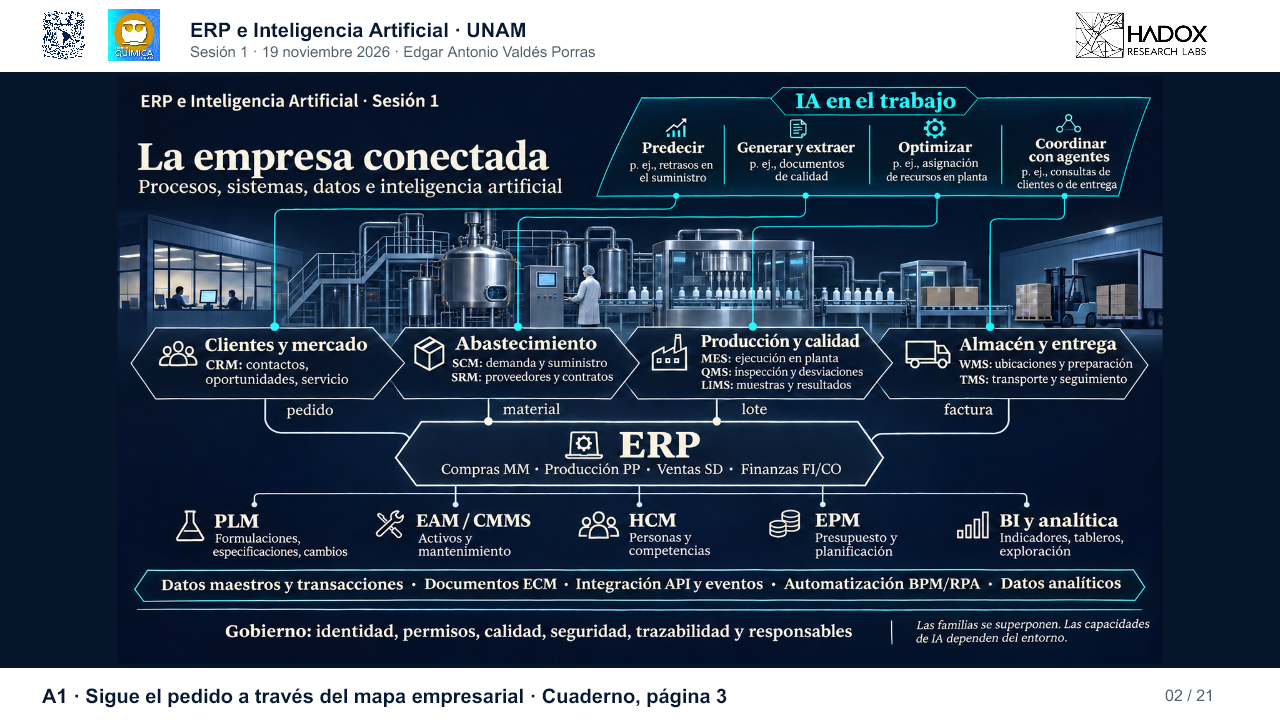 ERP e Inteligencia Artificial · UNAM
Sesión 1 · 19 noviembre 2026 · Edgar Antonio Valdés Porras
QUÍMICA
HADOX
RESEARCH LABS
ERP e Inteligencia Artificial · Sesión 1
La empresa conectada
Procesos, sistemas, datos e inteligencia artificial
IA en el trabajo
Predecir
p. ej., retrasos en
el suministro
Generar y extraer
p. ej., documentos
de calidad
Optimizar
p. ej., asignación
de recursos en planta
Coordinar
con agentes
p. ej., consultas de
clientes o de entrega
Clientes y mercado
CRM: contactos,
oportunidades, servicio
Abastecimiento
SCM: demanda y suministro
SRM: proveedores y contratos
Producción y calidad
MES: ejecución en planta
QMS: inspección y desviaciones
LIMS: muestras y resultados
Almacén y entrega
WMS: ubicaciones y preparación
TMS: transporte y seguimiento
pedido
material
lote
factura
ERP
Compras MM · Producción PP · Ventas SD · Finanzas FI/CO
PLM
Formulaciones,
especificaciones, cambios
EAM / CMMS
Activos y
mantenimiento
HCM
Personas y
competencias
EPM
Presupuesto y
planificación
BI y analítica
Indicadores, tableros,
exploración
Datos maestros y transacciones · Documentos ECM · Integración API y eventos · Automatización BPM/RPA · Datos analíticos
Gobierno: identidad, permisos, calidad, seguridad, trazabilidad y responsables
Las familias se superponen. Las capacidades
de IA dependen del entorno.
A1 · Sigue el pedido a través del mapa empresarial · Cuaderno, página 3
02 / 21